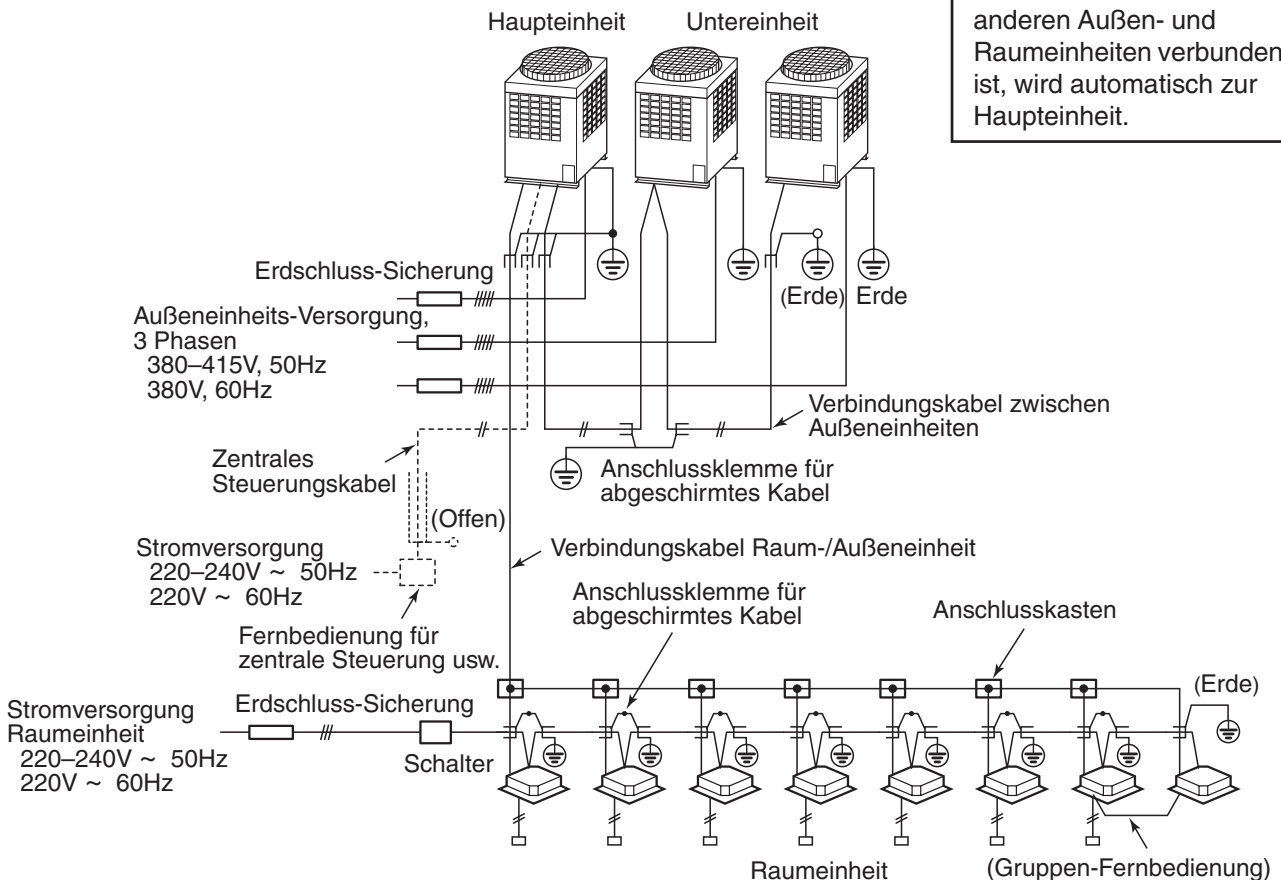 Haupteinheit
Untereinheit
anderen Außen- und
Raumeinheiten verbunden
ist, wird automatisch zur
Haupteinheit.
Erdschluss-Sicherung
(Erde)
Erde
Außeneinheits-Versorgung,
3 Phasen
380–415V, 50Hz
380V, 60Hz
Verbindungskabel zwischen
Außeneinheiten
Zentrales
Steuerungskabel
Anschlussklemme für
abgeschirmtes Kabel
(Offen)
Stromversorgung
220–240V ~ 50Hz
220V ~ 60Hz
Verbindungskabel Raum-/Außeneinheit
Anschlussklemme für
abgeschirmtes Kabel
Anschlusskasten
Fernbedienung für
zentrale Steuerung usw.
(Erde)
Stromversorgung
Raumeinheit
220–240V ~ 50Hz
220V ~ 60Hz
Erdschluss-Sicherung
Schalter
Raumeinheit
(Gruppen-Fernbedienung)